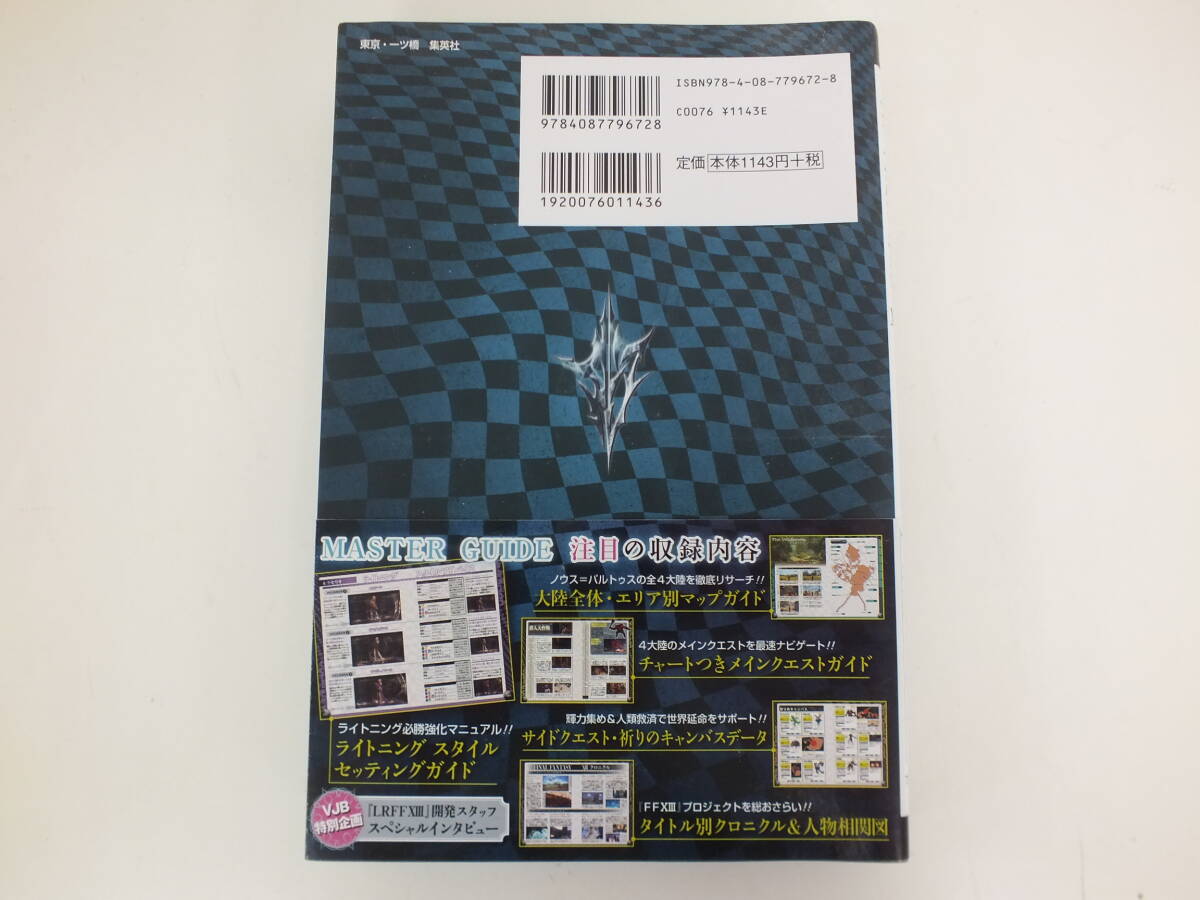 東京・一ツ橋 集英社
ISBN978-4-08-779672-8
9784087796728
C0076 ¥1143E
定価 本体1143円+税
1920076011436
MASTER GUIDE 注目の収録内容
ノウス=パルトゥスの全4大陸を徹底リサーチ!!
大陸全体・エリア別マップガイド
4大陸のメインクエストを最速ナビゲート!!
チャートつきメインクエストガイド
輝力集め&人類救済で世界延命をサポート!!
サイドクエスト・祈りのキャンバスデータ
ライトニング必勝強化マニュアル!!
ライトニング スタイル
セッティングガイド
VJB
特別企画
『LRFFXIII』開発スタッフ
スペシャルインタビュー
『FFXIII』プロジェクトを総おさらい!!
タイトル別クロニクル&人物相関図